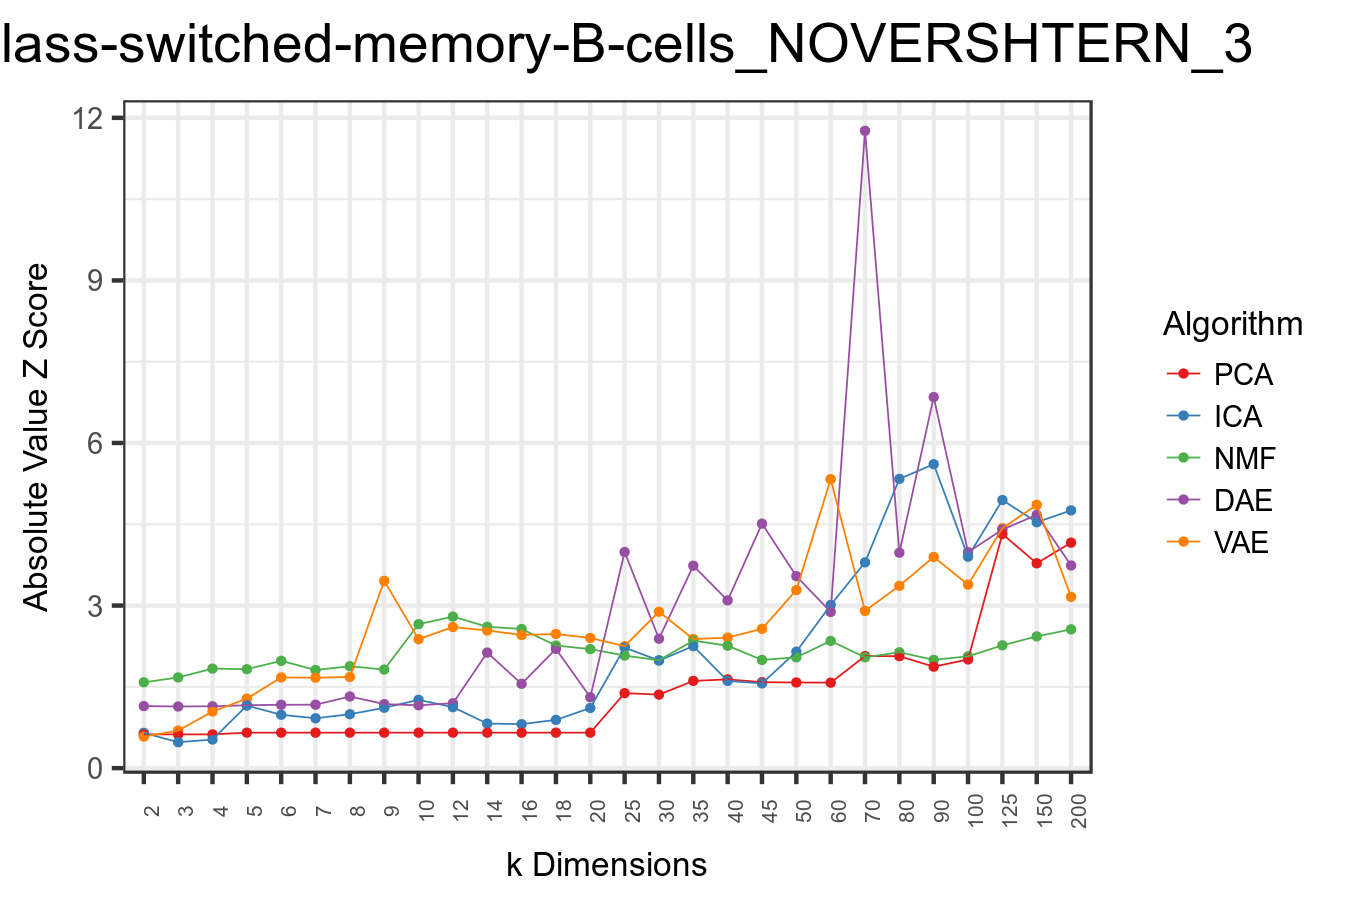 lass-switched-memory-B-cells_NOVERSHTERN_3
12
9
6
3
0
Absolute Value Z Score
2 3 4 5 6 7 8 9 10 12 14 16 18 20 25 30 35 40 45 50 60 70 80 90 100 125 150 200
k Dimensions
Algorithm
PCA
ICA
NMF
DAE
VAE